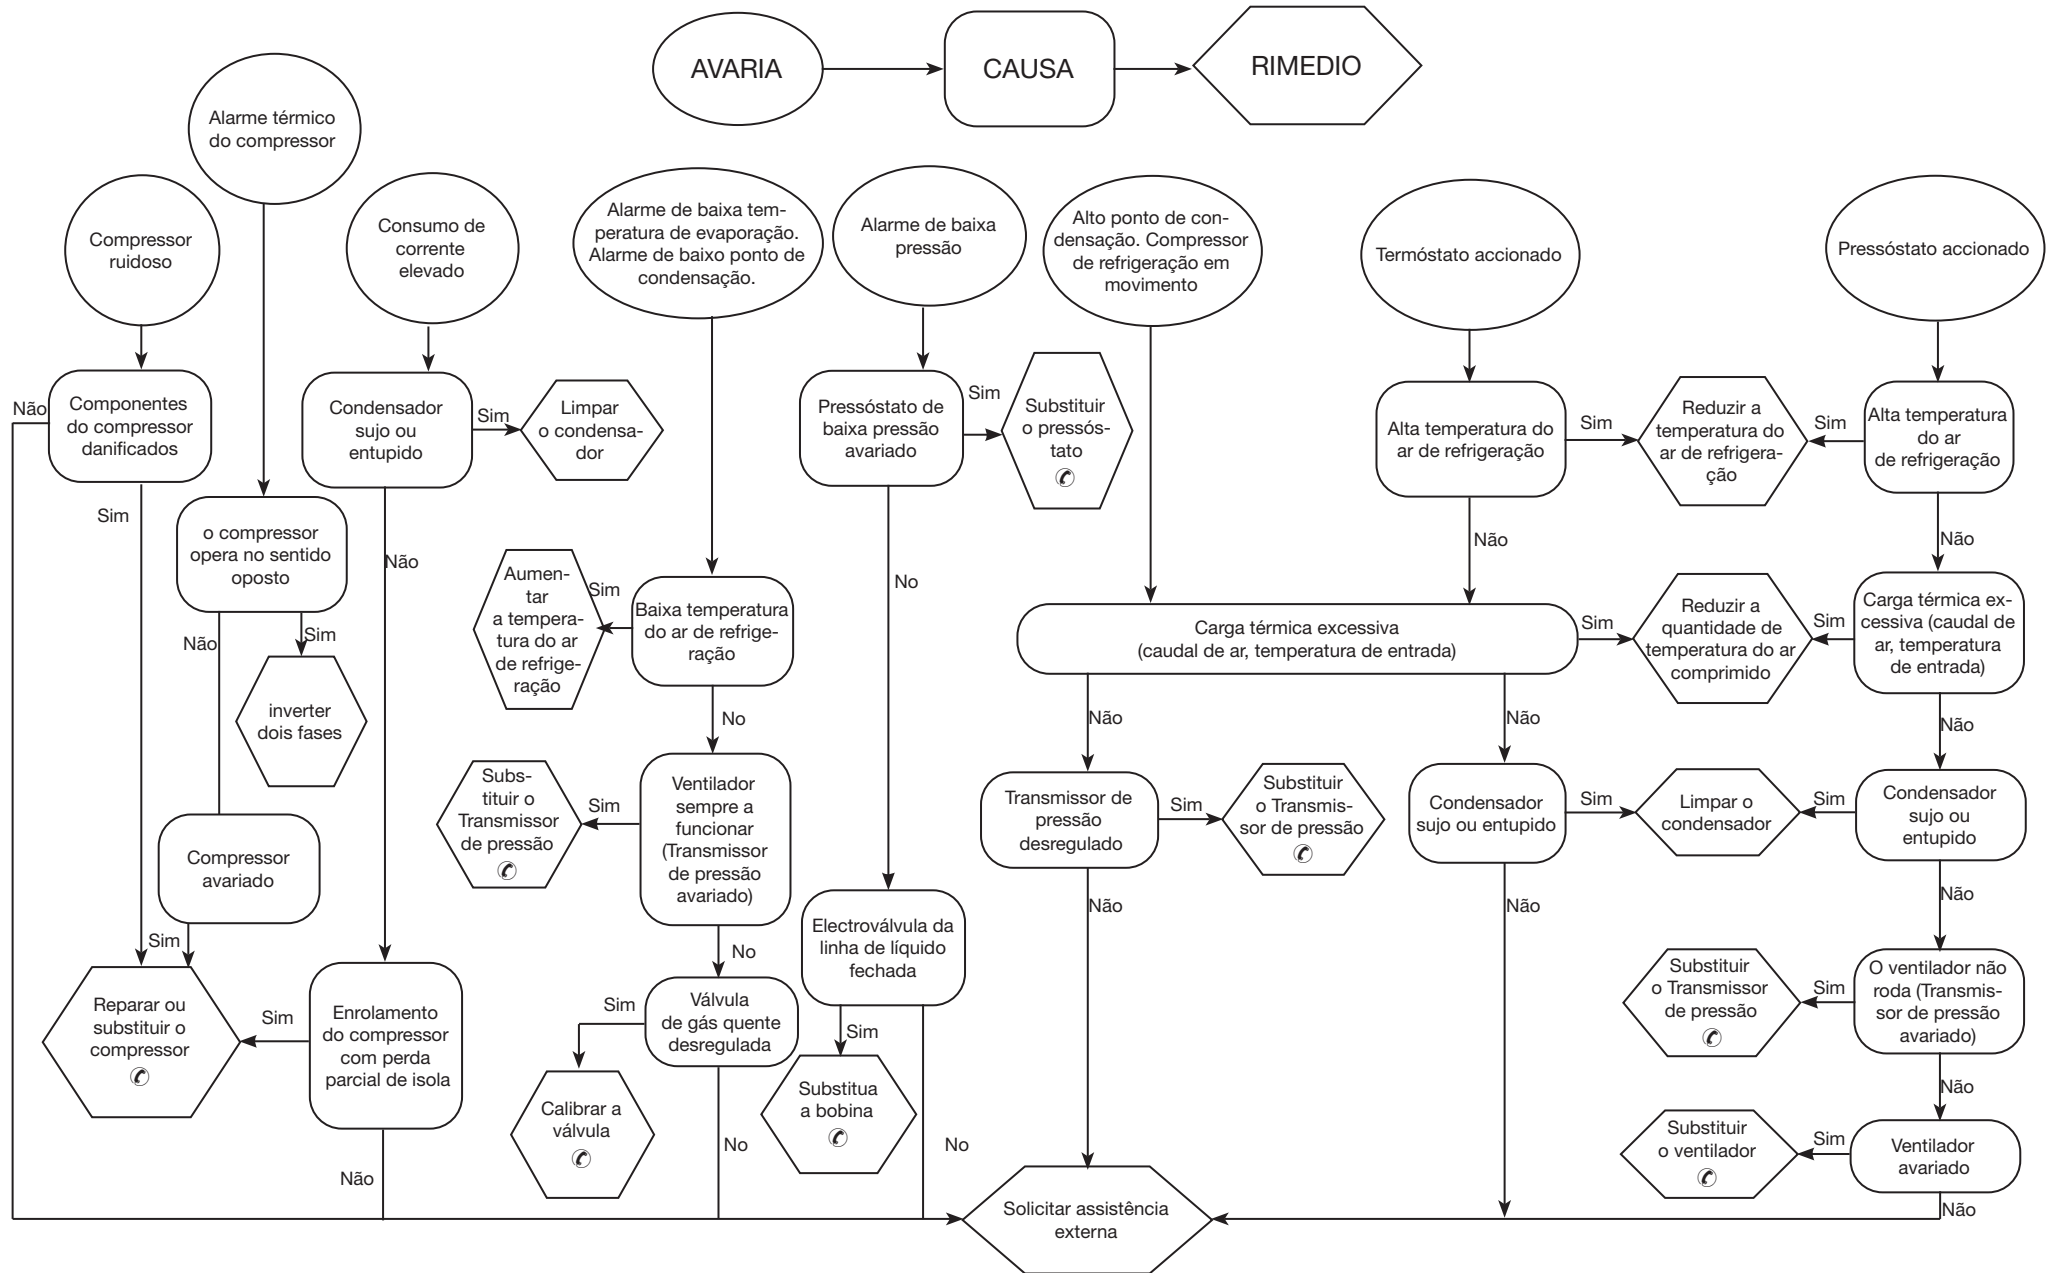 AVARIA
CAUSA
RIMEDIO
Alarme térmico
do compressor
Compressor
ruidoso
Consumo de
corrente
elevado
Alarme de baixa tem-
peratura de evaporação.
Alarme de baixo ponto de
condensação.
Alarme de baixa
pressão
Alto ponto de con-
densação. Compressor
de refrigeração em
movimento
Termóstato accionado
Pressóstato accionado
Não
Componentes
do compressor
danificados
Sim
Condensador
sujo ou
entupido
Sim
Limpar
o condensa-
dor
Não
Pressóstato de
baixa pressão
avariado
Sim
Substituir
o pressós-
tato
No
Alta temperatura do
ar de refrigeração
Sim
Reduzir a
temperatura do
ar de refrigera-
ção
Sim
Alta temperatura
do ar
de refrigeração
Não
Não
o compressor
opera no sentido
oposto
Não
Sim
inverter
dois fases
Aumen-
tar
a tempera-
tura do ar
de refrige-
ração
Sim
Baixa temperatura
do ar de refrige-
ração
No
Carga térmica excessiva
(caudal de ar, temperatura de entrada)
Sim
Reduzir a
quantidade de
temperatura do ar
comprimido
Sim
Carga térmica ex-
cessiva (caudal de
ar, temperatura
de entrada)
Não
Não
Não
Subs-
tituir o
Transmissor
de pressão
Sim
Ventilador
sempre a
funcionar
(Transmissor
de pressão
avariado)
No
Transmissor de
pressão
desregulado
Sim
Substituir
o Transmis-
sor de pressão
Não
Condensador
sujo ou entupido
Sim
Limpar o
condensador
Sim
Condensador
sujo ou
entupido
Não
Não
Compressor
avariado
Sim
Reparar ou
substituir o
compressor
Sim
Enrolamento
do compressor
com perda
parcial de isola
Não
Sim
Válvula
de gás quente
desregulada
Calibrar a
válvula
No
Electroválvula da
linha de líquido
fechada
Sim
Substitua
a bobina
No
Substituir
o Transmissor
de pressão
Sim
O ventilador não
roda (Transmis-
sor de pressão
avariado)
Não
Substituir
o ventilador
Sim
Ventilador
avariado
Não
Solicitar assistência
externa